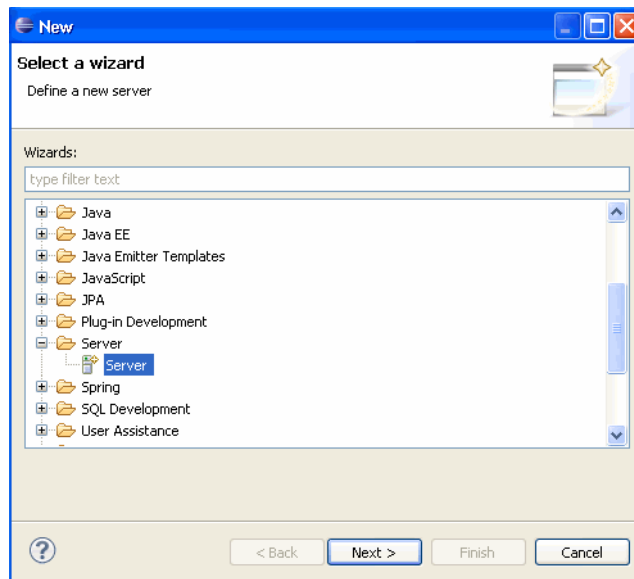 New
Select a wizard
Define a new server
Wizards:
type filter text
Java
Java EE
Java Emitter Templates
JavaScript
JPA
Plug-in Development
Server
Server
Spring
SQL Development
User Assistance
?
< Back Next > Finish Cancel